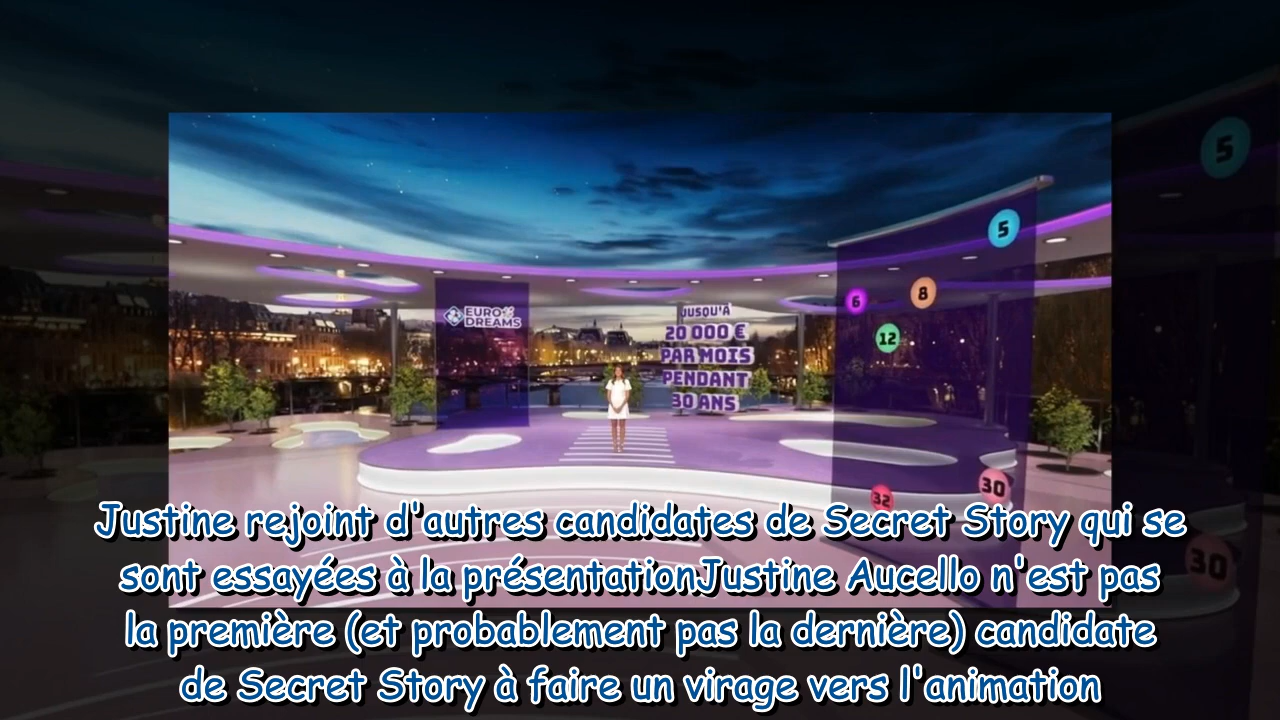 5
5
6
8
EURO
DREAMS
JUSQU'À
20 000 €
PAR MOIS
PENDANT
30 ANS
12
32
30
30
Justine rejoint d'autres candidates de Secret Story qui se
sont essayées à la présentationJustine Aucello n'est pas
la première (et probablement pas la dernière) candidate
de Secret Story à faire un virage vers l'animation